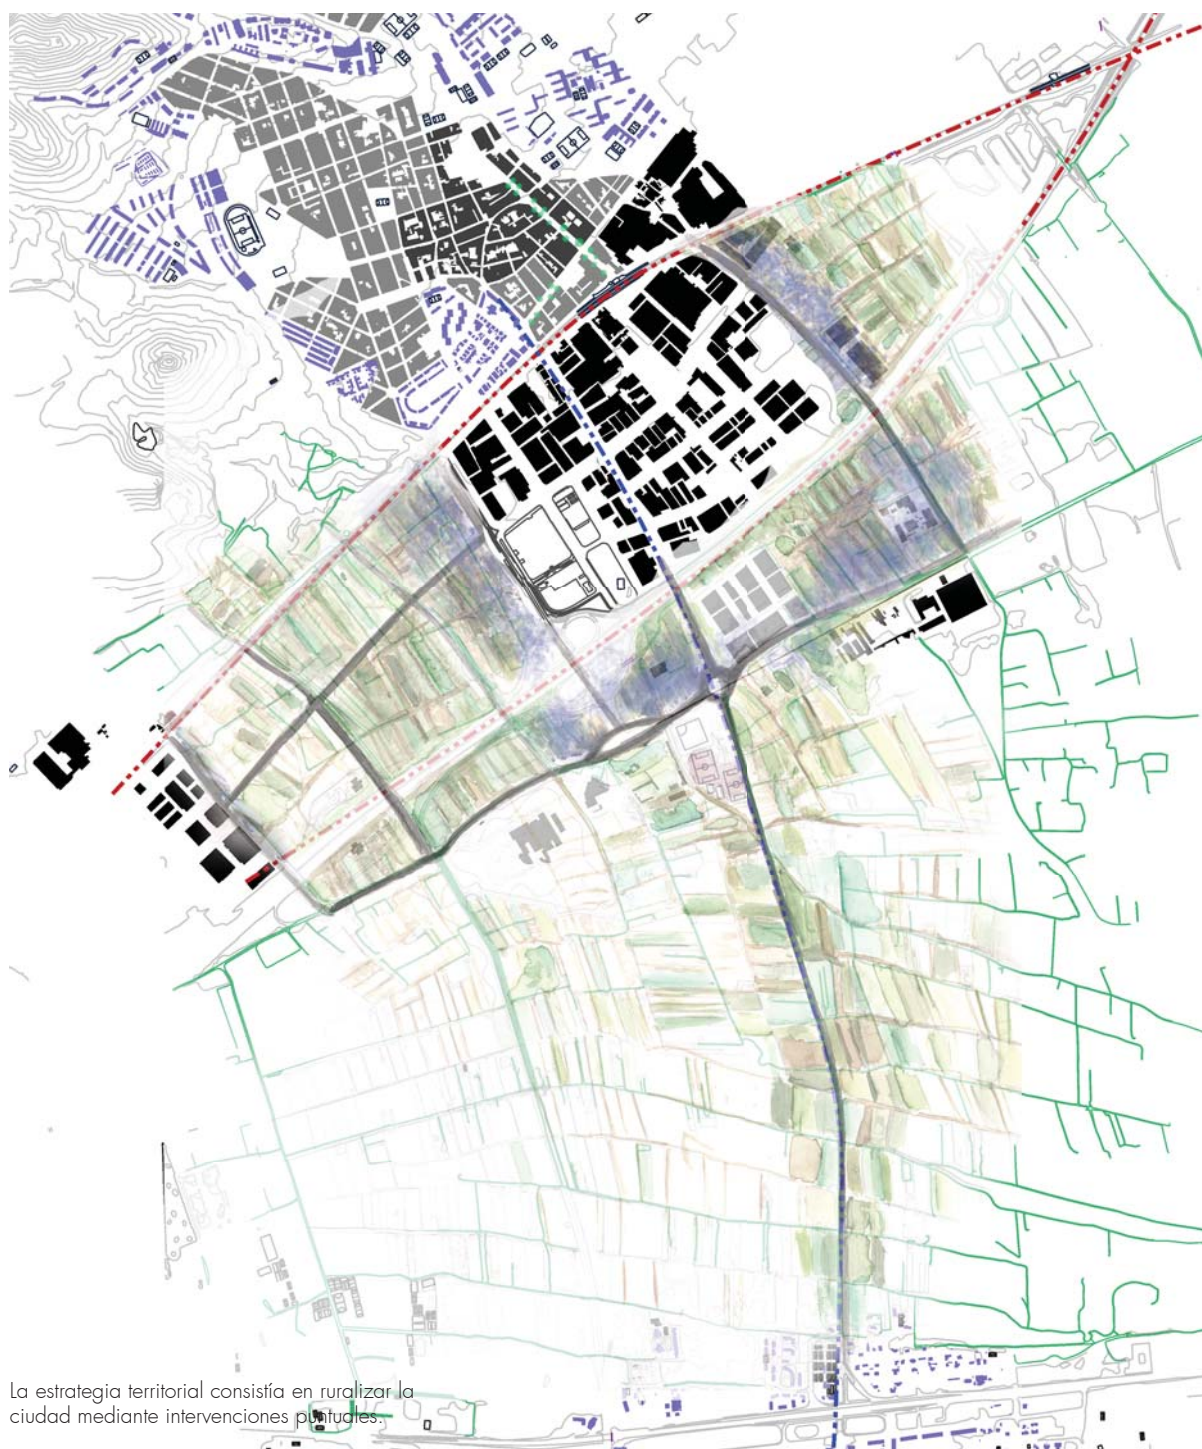 La estrategia territorial consistía en ruralizar la
ciudad mediante intervenciones puntuales.